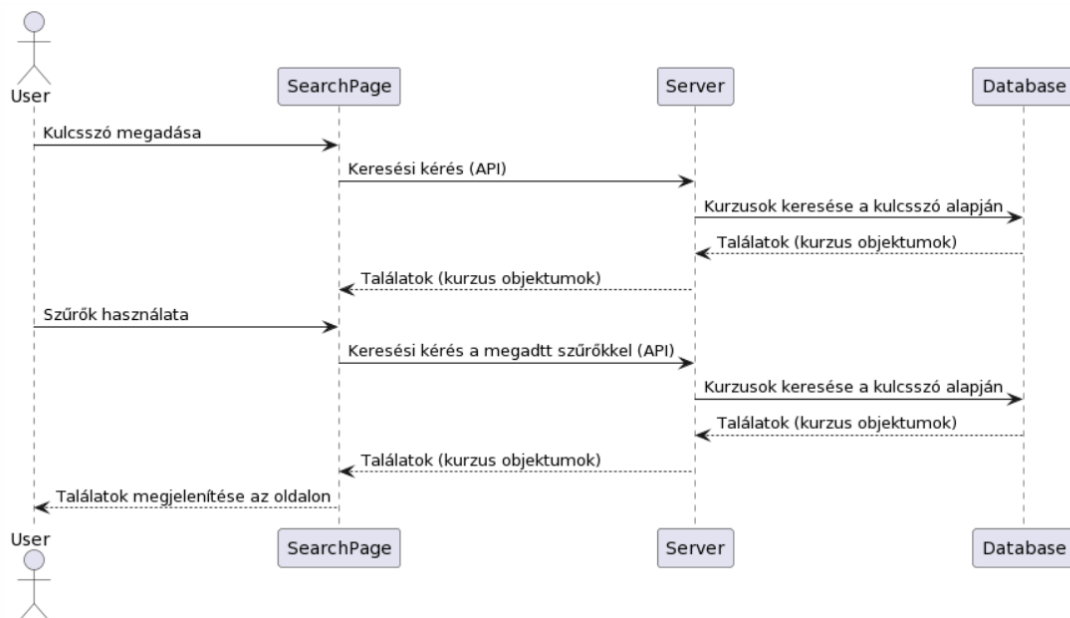 User
SearchPage
Server
Database
Kulcsszó megadása
Keresési kérés (API)
Kurzusok keresése a kulcsszó alapján
Találatok (kurzus objektumok)
Találatok (kurzus objektumok)
Szűrők használata
Keresési kérés a megadtt szűrőkkel (API)
Kurzusok keresése a kulcsszó alapján
Találatok (kurzus objektumok)
Találatok (kurzus objektumok)
Találatok megjelenítése az oldalon
User
SearchPage
Server
Database